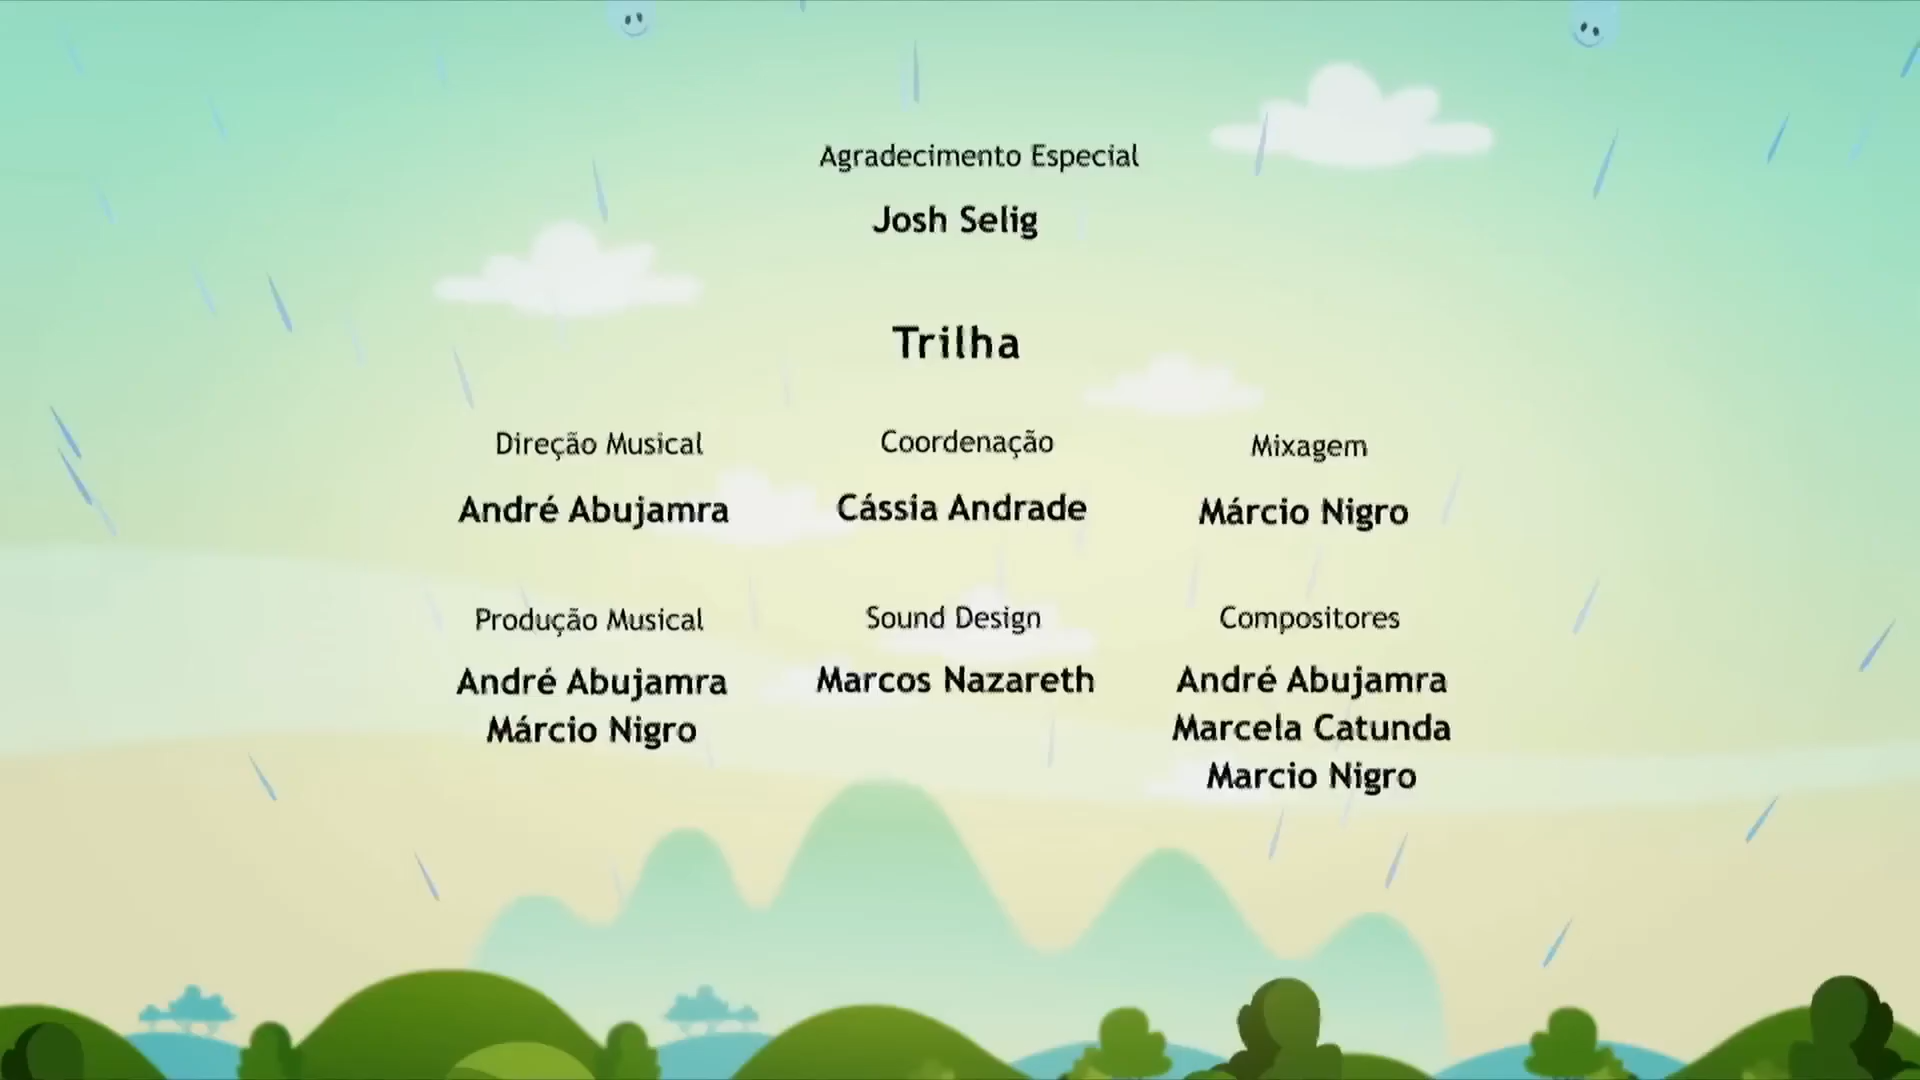 Agradecimento Especial
Josh Selig
Trilha
Direção Musical
André Abujamra
Coordenação
Cássia Andrade
Mixagem
Márcio Nigro
Produção Musical
André Abujamra
Márcio Nigro
Sound Design
Marcos Nazareth
Compositores
André Abujamra
Marcela Catunda
Marcio Nigro